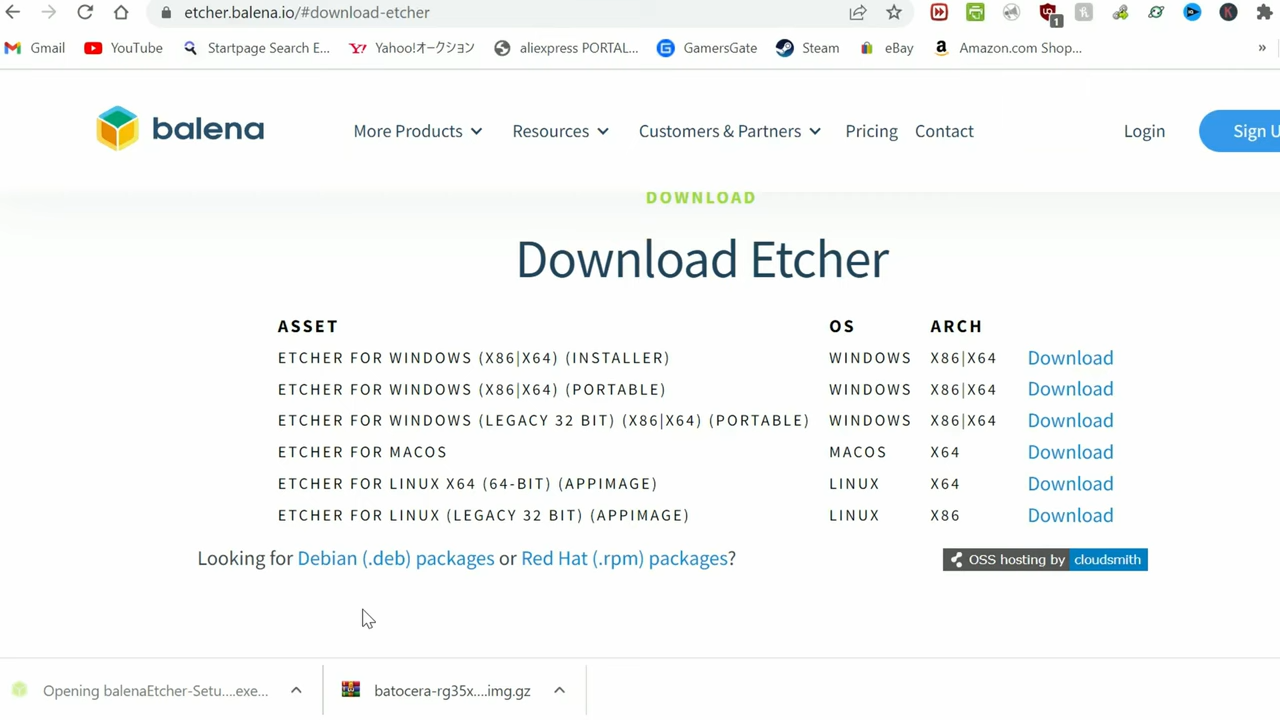 etcher.balena.io/#download-etcher
1
K
Gmail YouTube Startpage Search E... Yahoo!オークション aliexpress PORTAL... GamersGate Steam eBay Amazon.com Shop... »
balena More Products Resources Customers & Partners Pricing Contact Login Sign U
DOWNLOAD
Download Etcher
ASSET OS ARCH
ETCHER FOR WINDOWS (X86|X64) (INSTALLER) WINDOWS X86|X64 Download
ETCHER FOR WINDOWS (X86|X64) (PORTABLE) WINDOWS X86|X64 Download
ETCHER FOR WINDOWS (LEGACY 32 BIT) (X86|X64) (PORTABLE) WINDOWS X86|X64 Download
ETCHER FOR MACOS MACOS X64 Download
ETCHER FOR LINUX X64 (64-BIT) (APPIMAGE) LINUX X64 Download
ETCHER FOR LINUX (LEGACY 32 BIT) (APPIMAGE) LINUX X86 Download
Looking for Debian (.deb) packages or Red Hat (.rpm) packages? OSS hosting by cloudsmith
Opening balenaEtcher-Setu....exe... batocera-rg35x....img.gz